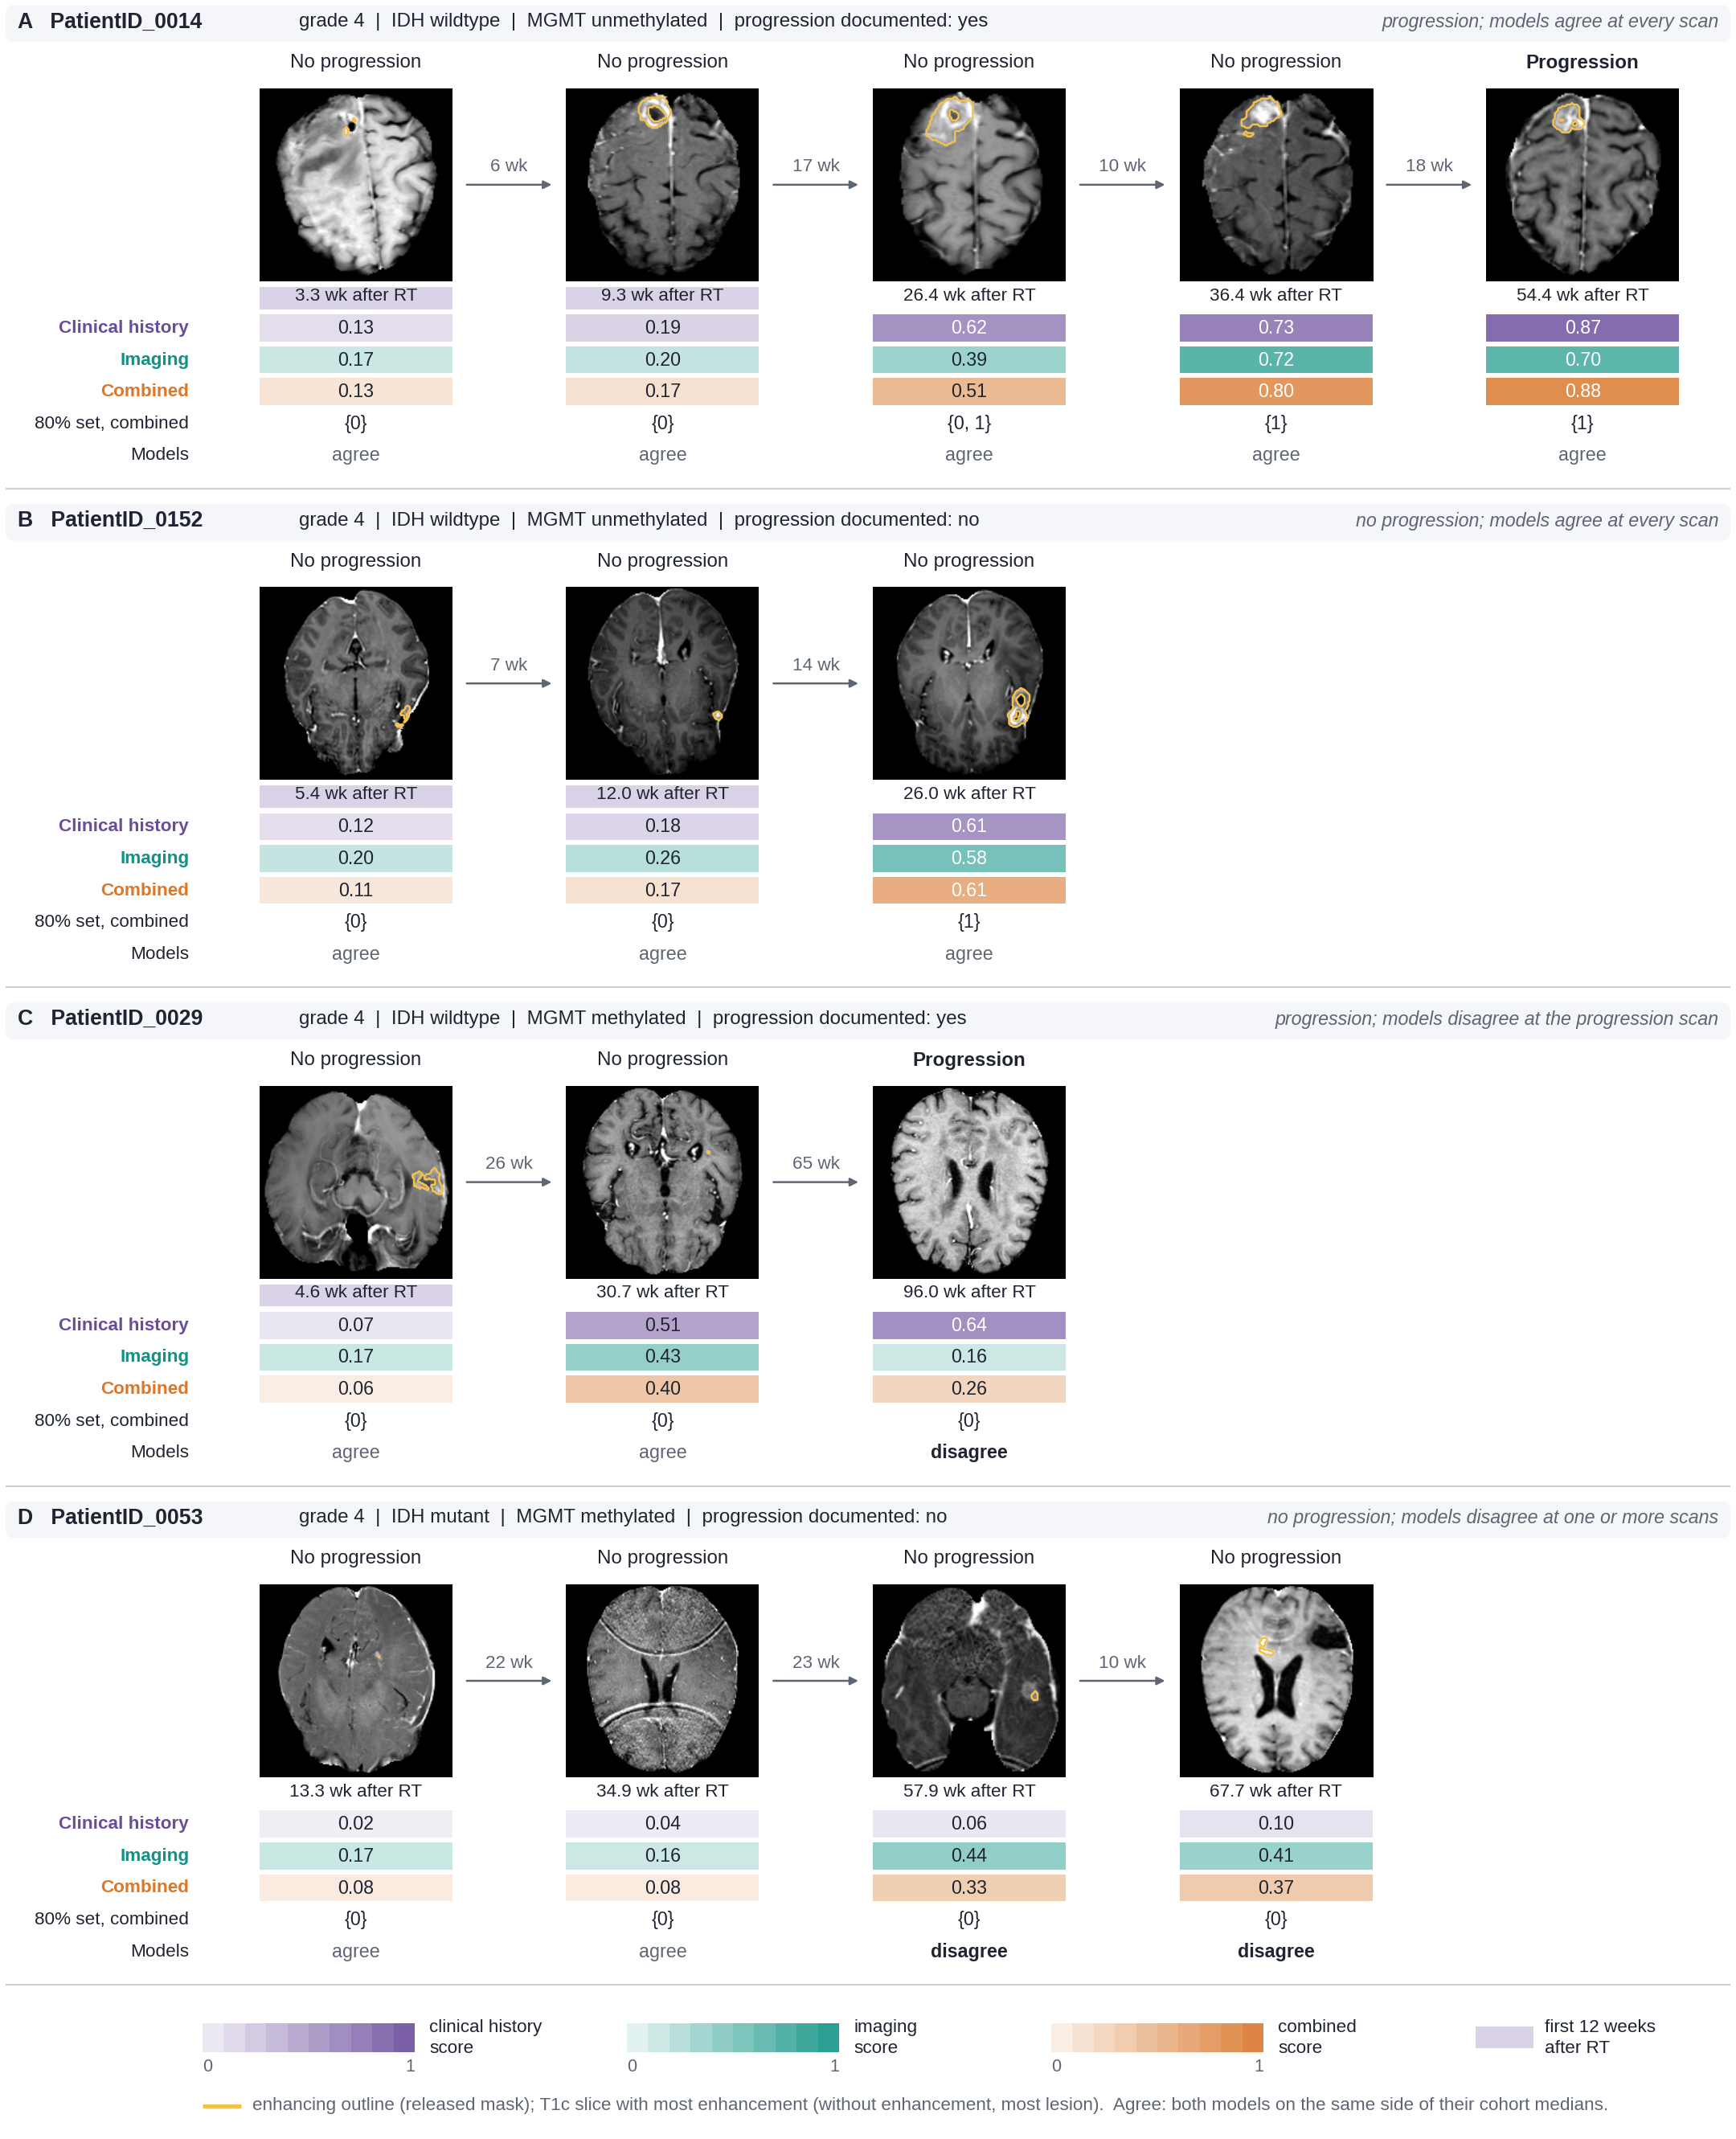 A PatientID_0014 grade 4 | IDH wildtype | MGMT unmethylated | progression documented: yes progression; models agree at every scan
No progression No progression No progression No progression Progression
6 wk 17 wk 10 wk 18 wk
3.3 wk after RT 9.3 wk after RT 26.4 wk after RT 36.4 wk after RT 54.4 wk after RT
Clinical history 0.13 0.19 0.62 0.73 0.87
Imaging 0.17 0.20 0.39 0.72 0.70
Combined 0.13 0.17 0.51 0.80 0.88
80% set, combined {0} {0} {0, 1} {1} {1}
Models agree agree agree agree agree
B PatientID_0152 grade 4 | IDH wildtype | MGMT unmethylated | progression documented: no no progression; models agree at every scan
No progression No progression No progression
7 wk 14 wk
5.4 wk after RT 12.0 wk after RT 26.0 wk after RT
Clinical history 0.12 0.18 0.61
Imaging 0.20 0.26 0.58
Combined 0.11 0.17 0.61
80% set, combined {0} {0} {1}
Models agree agree agree
C PatientID_0029 grade 4 | IDH wildtype | MGMT methylated | progression documented: yes progression; models disagree at the progression scan
No progression No progression Progression
26 wk 65 wk
4.6 wk after RT 30.7 wk after RT 96.0 wk after RT
Clinical history 0.07 0.51 0.64
Imaging 0.17 0.43 0.16
Combined 0.06 0.40 0.26
80% set, combined {0} {0} {0}
Models agree agree disagree
D PatientID_0053 grade 4 | IDH mutant | MGMT methylated | progression documented: no no progression; models disagree at one or more scans
No progression No progression No progression No progression
22 wk 23 wk 10 wk
13.3 wk after RT 34.9 wk after RT 57.9 wk after RT 67.7 wk after RT
Clinical history 0.02 0.04 0.06 0.10
Imaging 0.17 0.16 0.44 0.41
Combined 0.08 0.08 0.33 0.37
80% set, combined {0} {0} {0} {0}
Models agree agree disagree disagree
clinical history imaging combined first 12 weeks
score score score after RT
0 1 0 1 0 1
enhancing outline (released mask); T1c slice with most enhancement (without enhancement, most lesion). Agree: both models on the same side of their cohort medians.